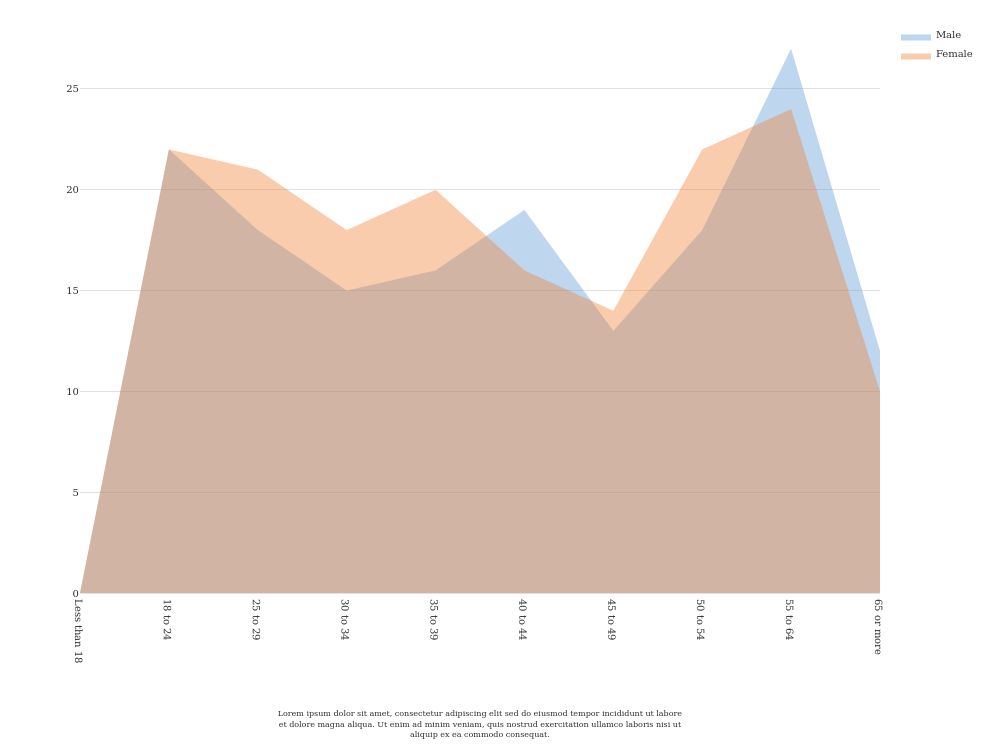 Male
Female
25
20
15
10
5
0
Less than 18
18 to 24
25 to 29
30 to 34
35 to 39
40 to 44
45 to 49
50 to 54
55 to 64
65 or more
Lorem ipsum dolor sit amet, consectetur adipiscing elit sed do eiusmod tempor incididunt ut labore
et dolore magna aliqua. Ut enim ad minim veniam, quis nostrud exercitation ullamco laboris nisi ut
aliquip ex ea commodo consequat.